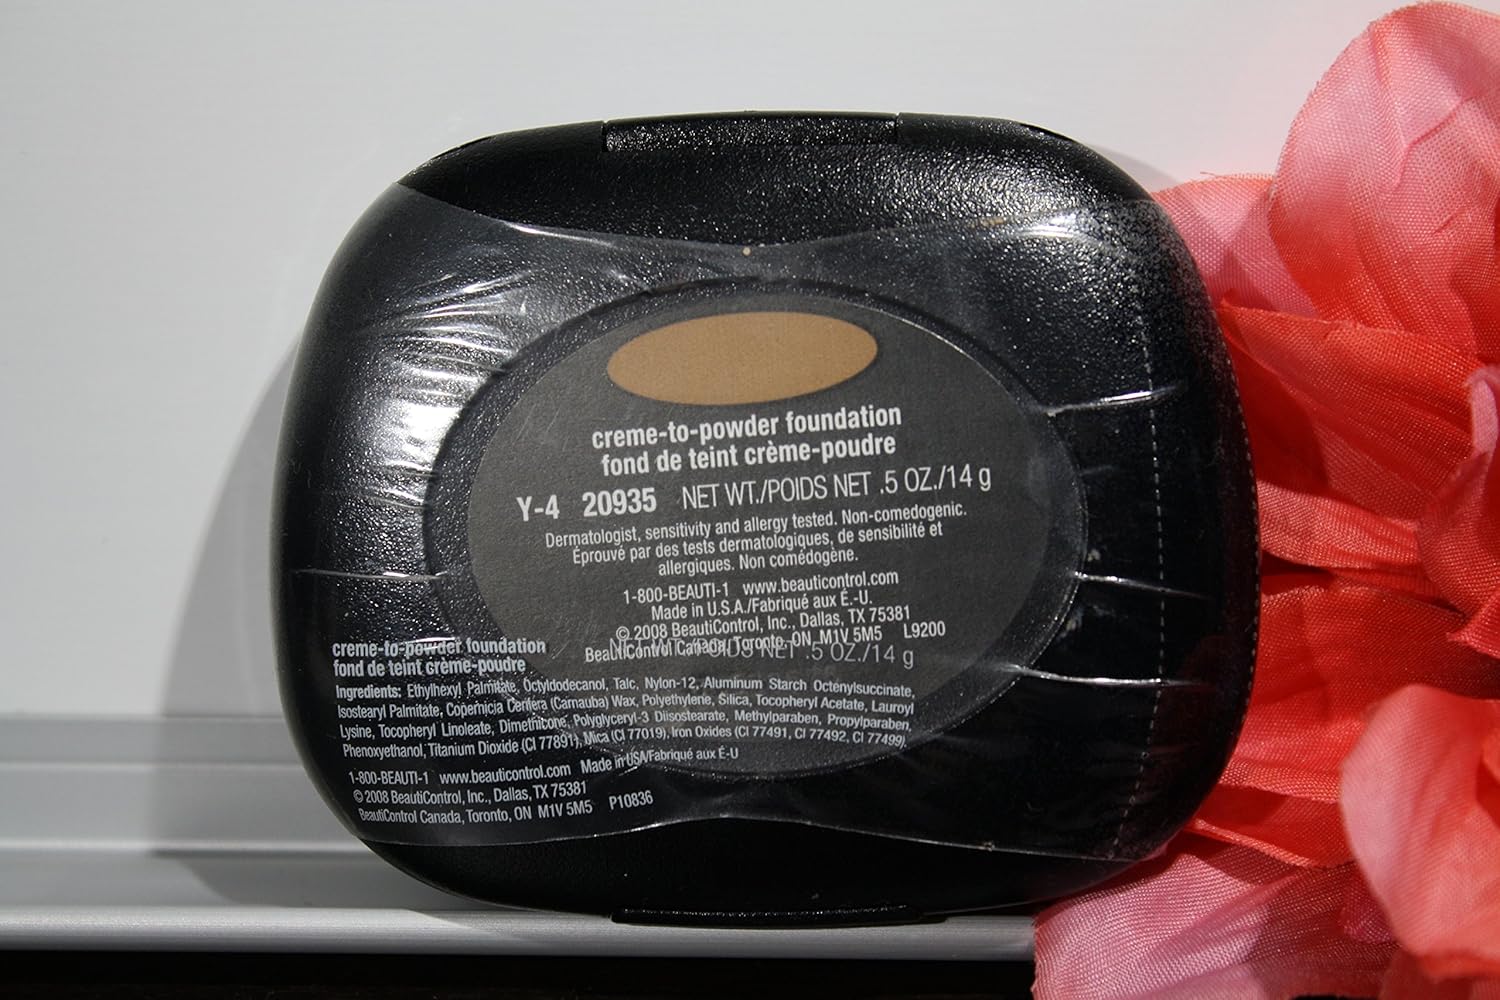 creme-to-powder foundation
fond de teint crème-poudre
Y-4 20935 NET WT./POIDS NET .5 OZ./14 g
Dermatologist, sensitivity and allergy tested. Non-comedogenic.
Éprouvé par des tests dermatologiques, de sensibilité et
allergiques. Non comédogène.
1-800-BEAUTI-1 www.beauticontrol.com
Made in U.S.A./Fabriqué aux É.-U.
© 2008 BeautiControl, Inc., Dallas, TX 75381
BeautiControl Canada, Toronto, ON M1V 5M5 L9200
NET WT./POIDS NET .5 OZ./14 g
creme-to-powder foundation
fond de teint crème-poudre
Ingredients: Ethylhexyl Palmitate, Octyldodecanol, Talc, Nylon-12, Aluminum Starch Octenylsuccinate,
Isostearyl Palmitate, Copernicia Cerifera (Carnauba) Wax, Polyethylene, Silica, Tocopheryl Acetate, Lauroyl
Lysine, Tocopheryl Linoleate, Dimethicone, Polyglyceryl-3 Diisostearate, Methylparaben, Propylparaben,
Phenoxyethanol, Titanium Dioxide (CI 77891), Mica (CI 77019), Iron Oxides (CI 77491, CI 77492, CI 77499).
1-800-BEAUTI-1 www.beauticontrol.com Made in USA/Fabriqué aux É-U
© 2008 BeautiControl, Inc., Dallas, TX 75381
BeautiControl Canada, Toronto, ON M1V 5M5 P10836